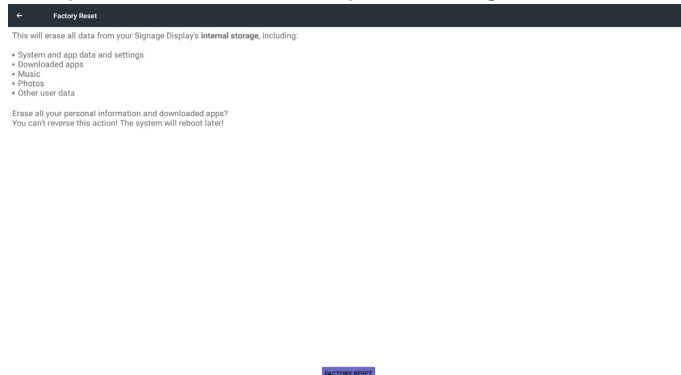 ← Factory Reset
This will erase all data from your Signage Display's internal storage, including:
• System and app data and settings
• Downloaded apps
• Music
• Photos
• Other user data
Erase all your personal information and downloaded apps?
You can't reverse this action! The system will reboot later!
FACTORY RESET